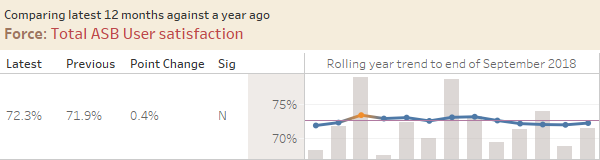 Comparing latest 12 months against a year ago
Force: Total ASB User satisfaction
Latest Previous Point Change Sig Rolling year trend to end of September 2018
72.3% 71.9% 0.4% N
75%
70%